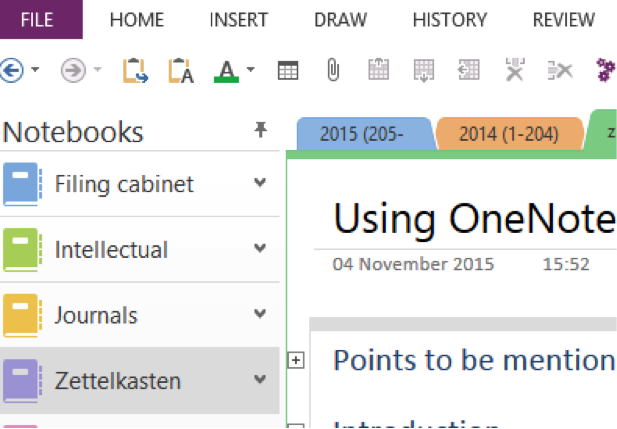 FILE HOME INSERT DRAW HISTORY REVIEW
Notebooks
Filing cabinet
Intellectual
Journals
Zettelkasten
2015 (205- 2014 (1-204) z
Using OneNote
04 November 2015 15:52
Points to be mention
Introduction